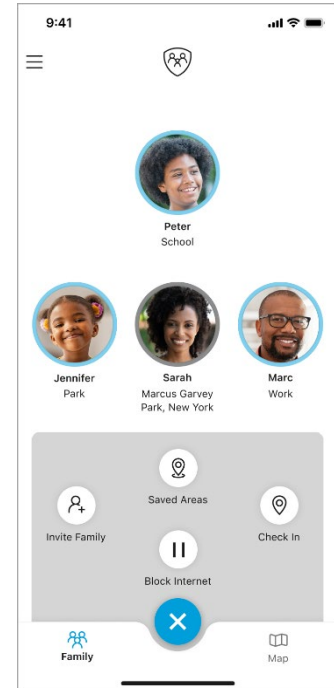 9:41
Peter
School
Jennifer
Park
Sarah
Marcus Garvey
Park, New York
Marc
Work
Saved Areas
Invite Family
Check In
Block Internet
Family
Map